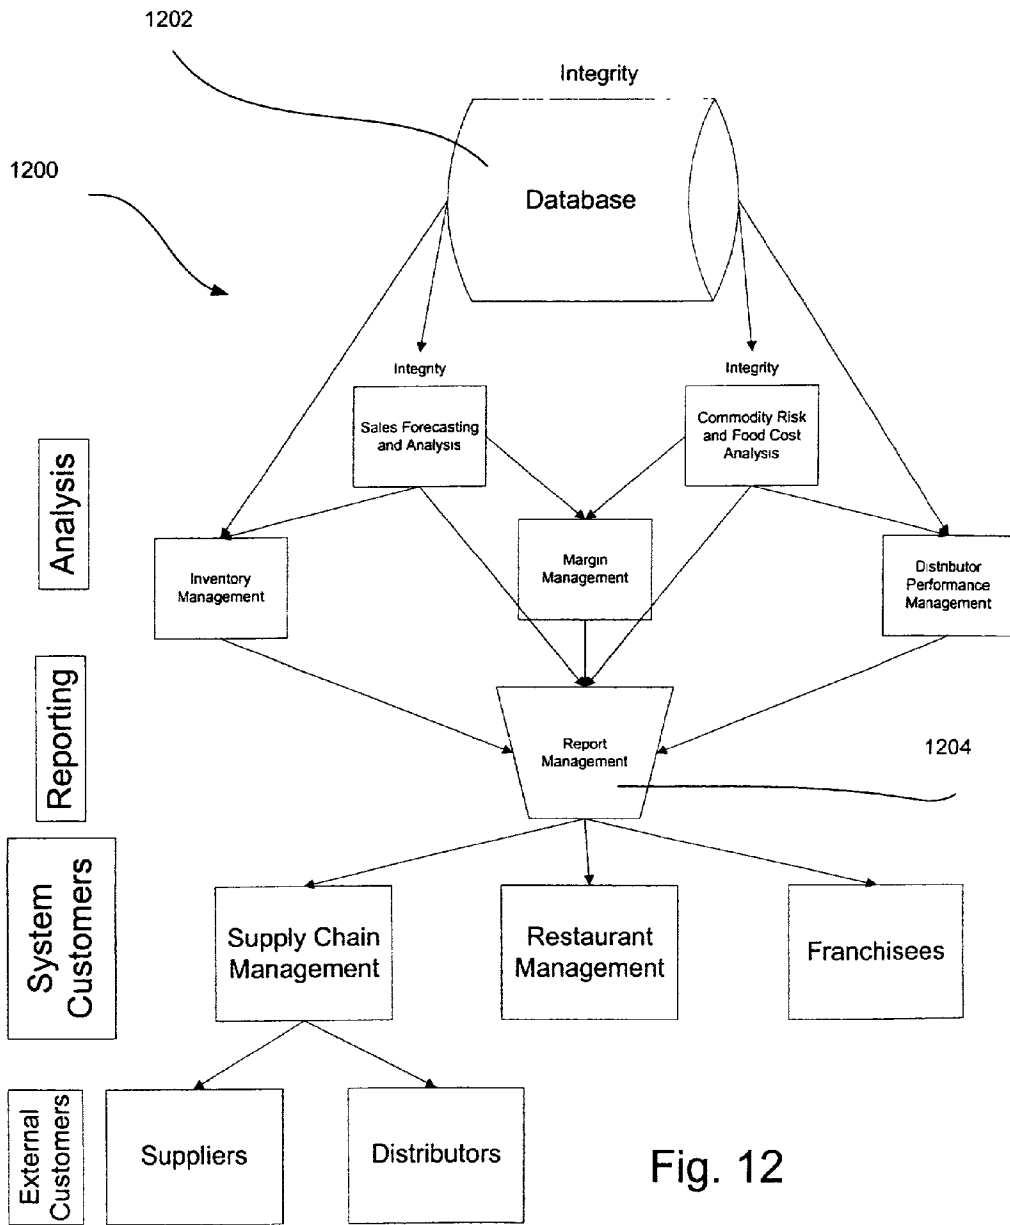 1202
Integrity
1200
Database
Integrity
Integrity
Sales Forecasting
and Analysis
Commodity Risk
and Food Cost
Analysis
Analysis
Inventory
Management
Margin
Management
Distributor
Performance
Management
Reporting
Report
Management
1204
System
Customers
Supply Chain
Management
Restaurant
Management
Franchisees
External
Customers
Suppliers
Distributors
Fig. 12